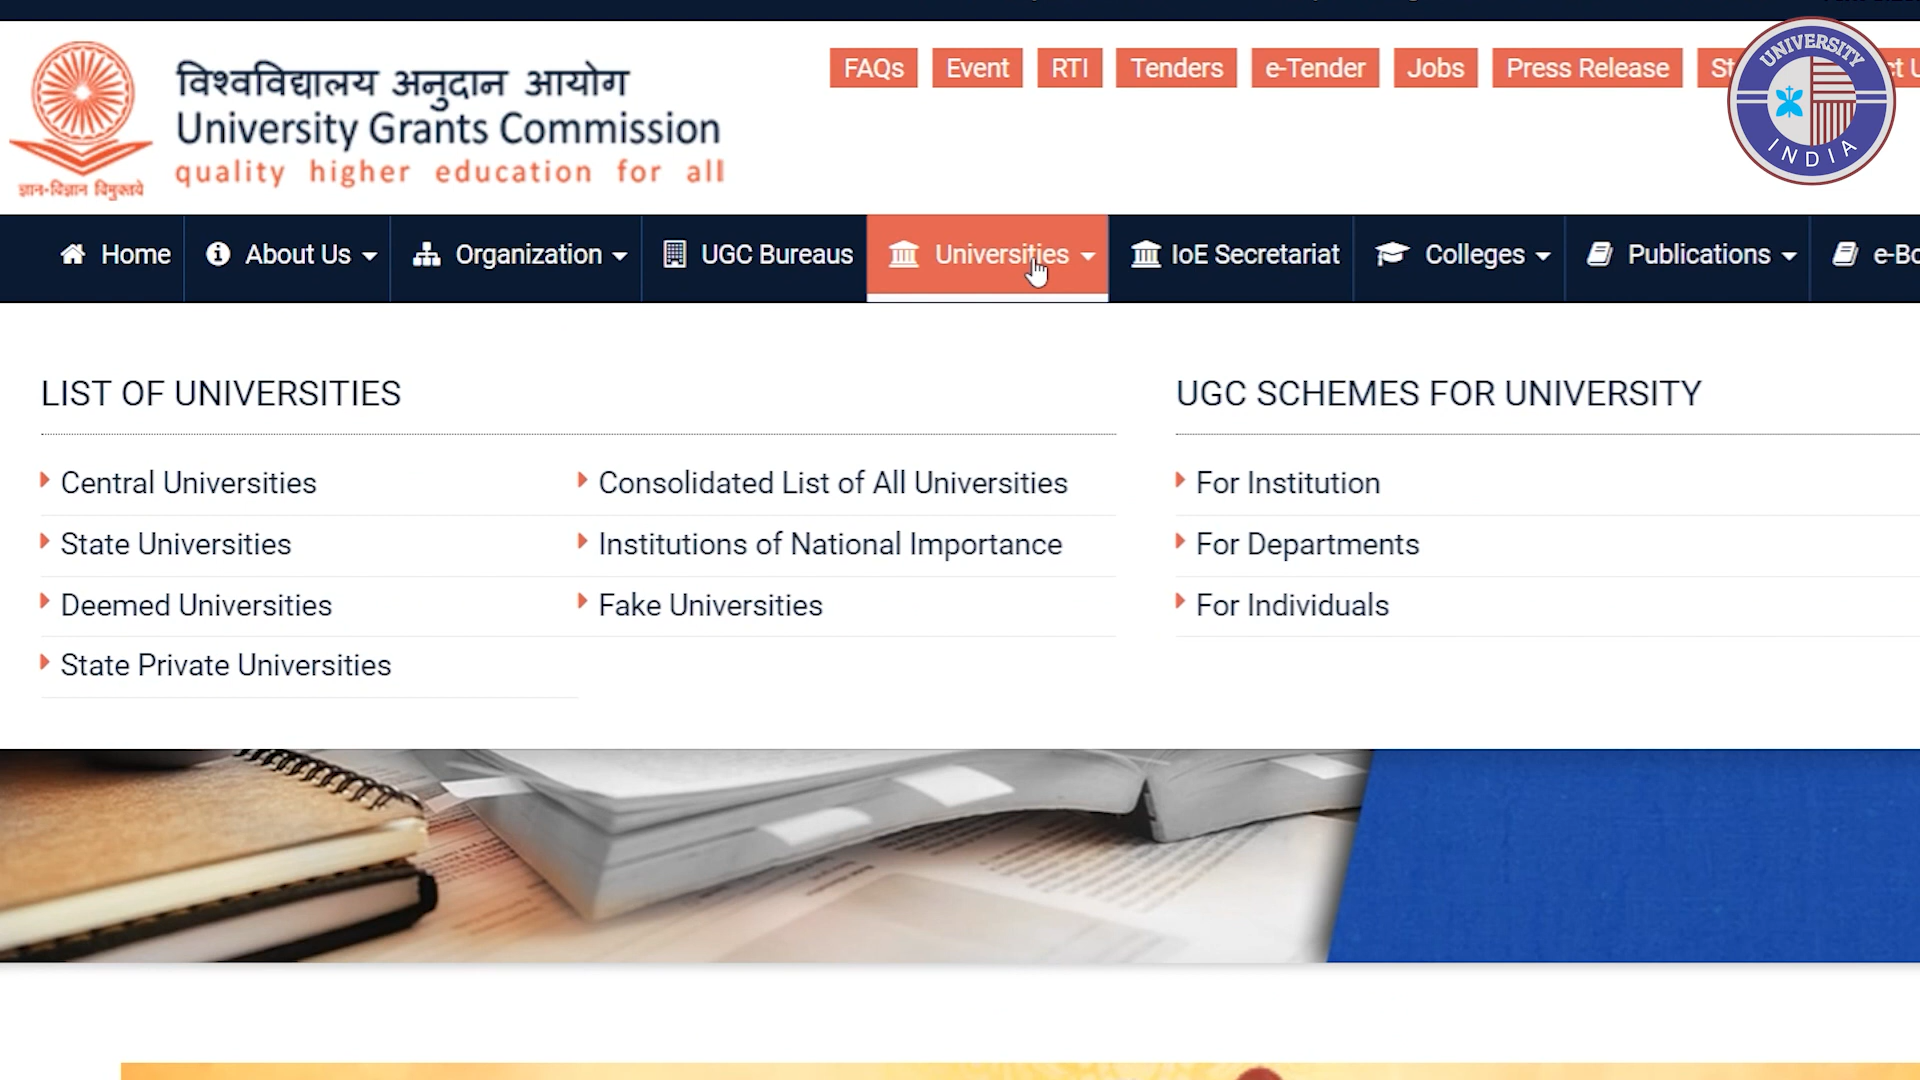 विश्वविद्यालय अनुदान आयोग
University Grants Commission
quality higher education for all
ज्ञान-विज्ञान विमुक्तये
FAQs Event RTI Tenders e-Tender Jobs Press Release St
UNIVERSITY
INDIA
Home About Us Organization UGC Bureaus Universities IoE Secretariat Colleges Publications e-Bo
LIST OF UNIVERSITIES
Central Universities
State Universities
Deemed Universities
State Private Universities
Consolidated List of All Universities
Institutions of National Importance
Fake Universities
UGC SCHEMES FOR UNIVERSITY
For Institution
For Departments
For Individuals